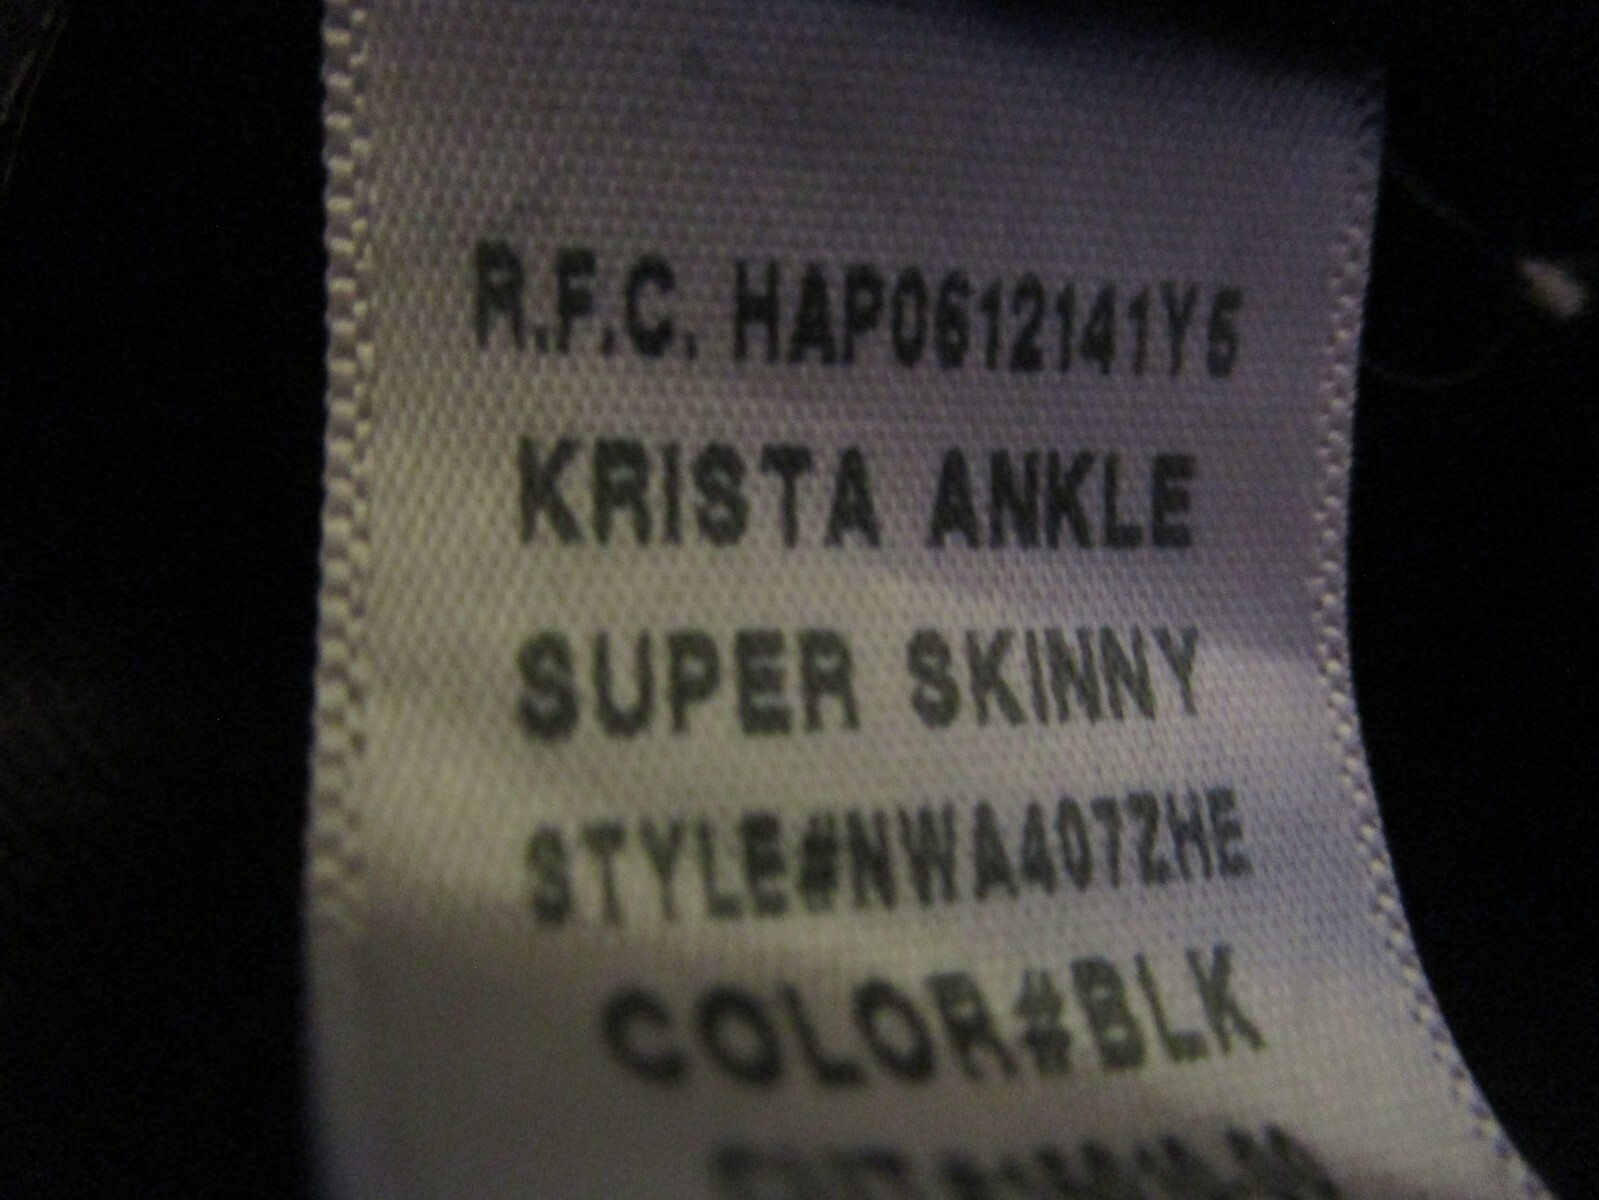 R.F.C. HAP0612141Y5
KRISTA ANKLE
SUPER SKINNY
STYLE#NWA407ZHE
COLOR#BLK